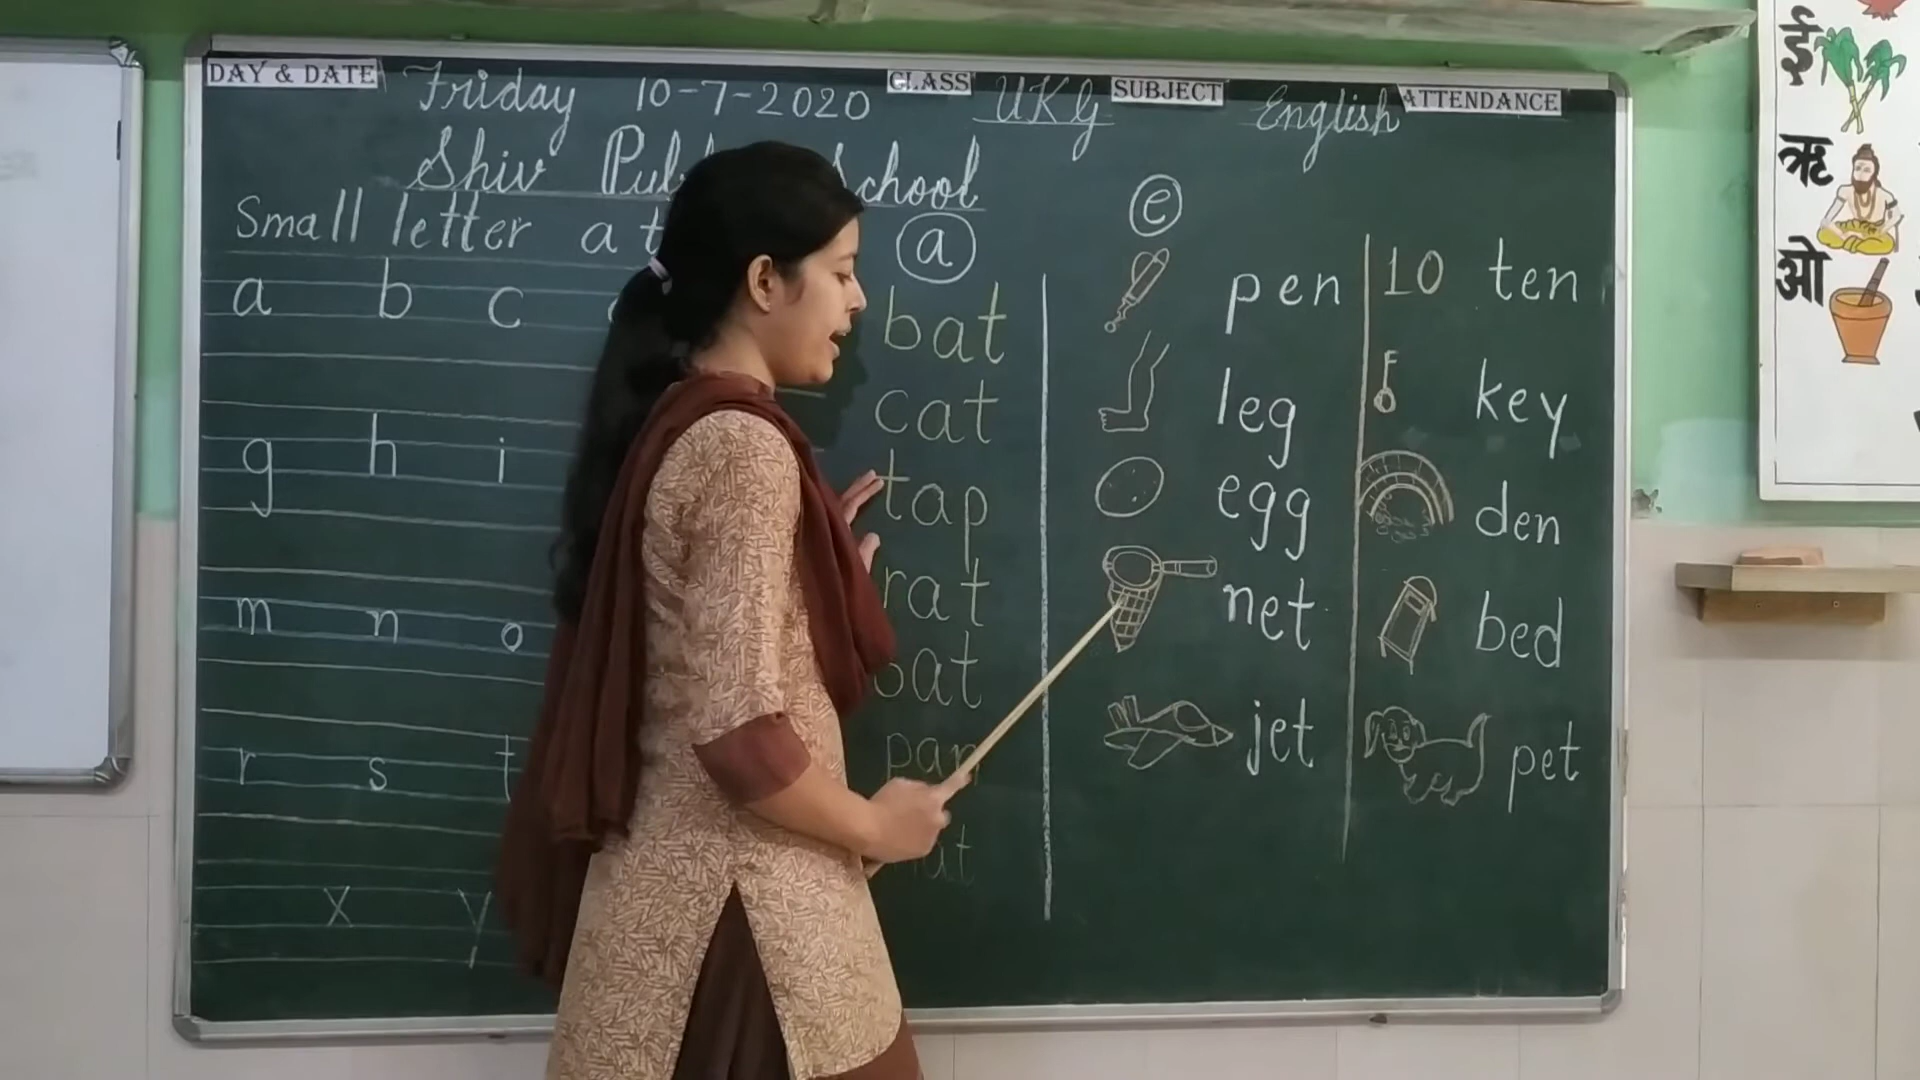 DAY & DATE Friday 10-7-2020 CLASS UKG SUBJECT English ATTENDANCE
Shiv School
Small letter a
a b c
g h i
m n o
r s t
x y
a
bat
cat
tap
rat
e
pen
leg
egg
net
jet
10 ten
key
den
bed
pet
ई
ऋ
ओ